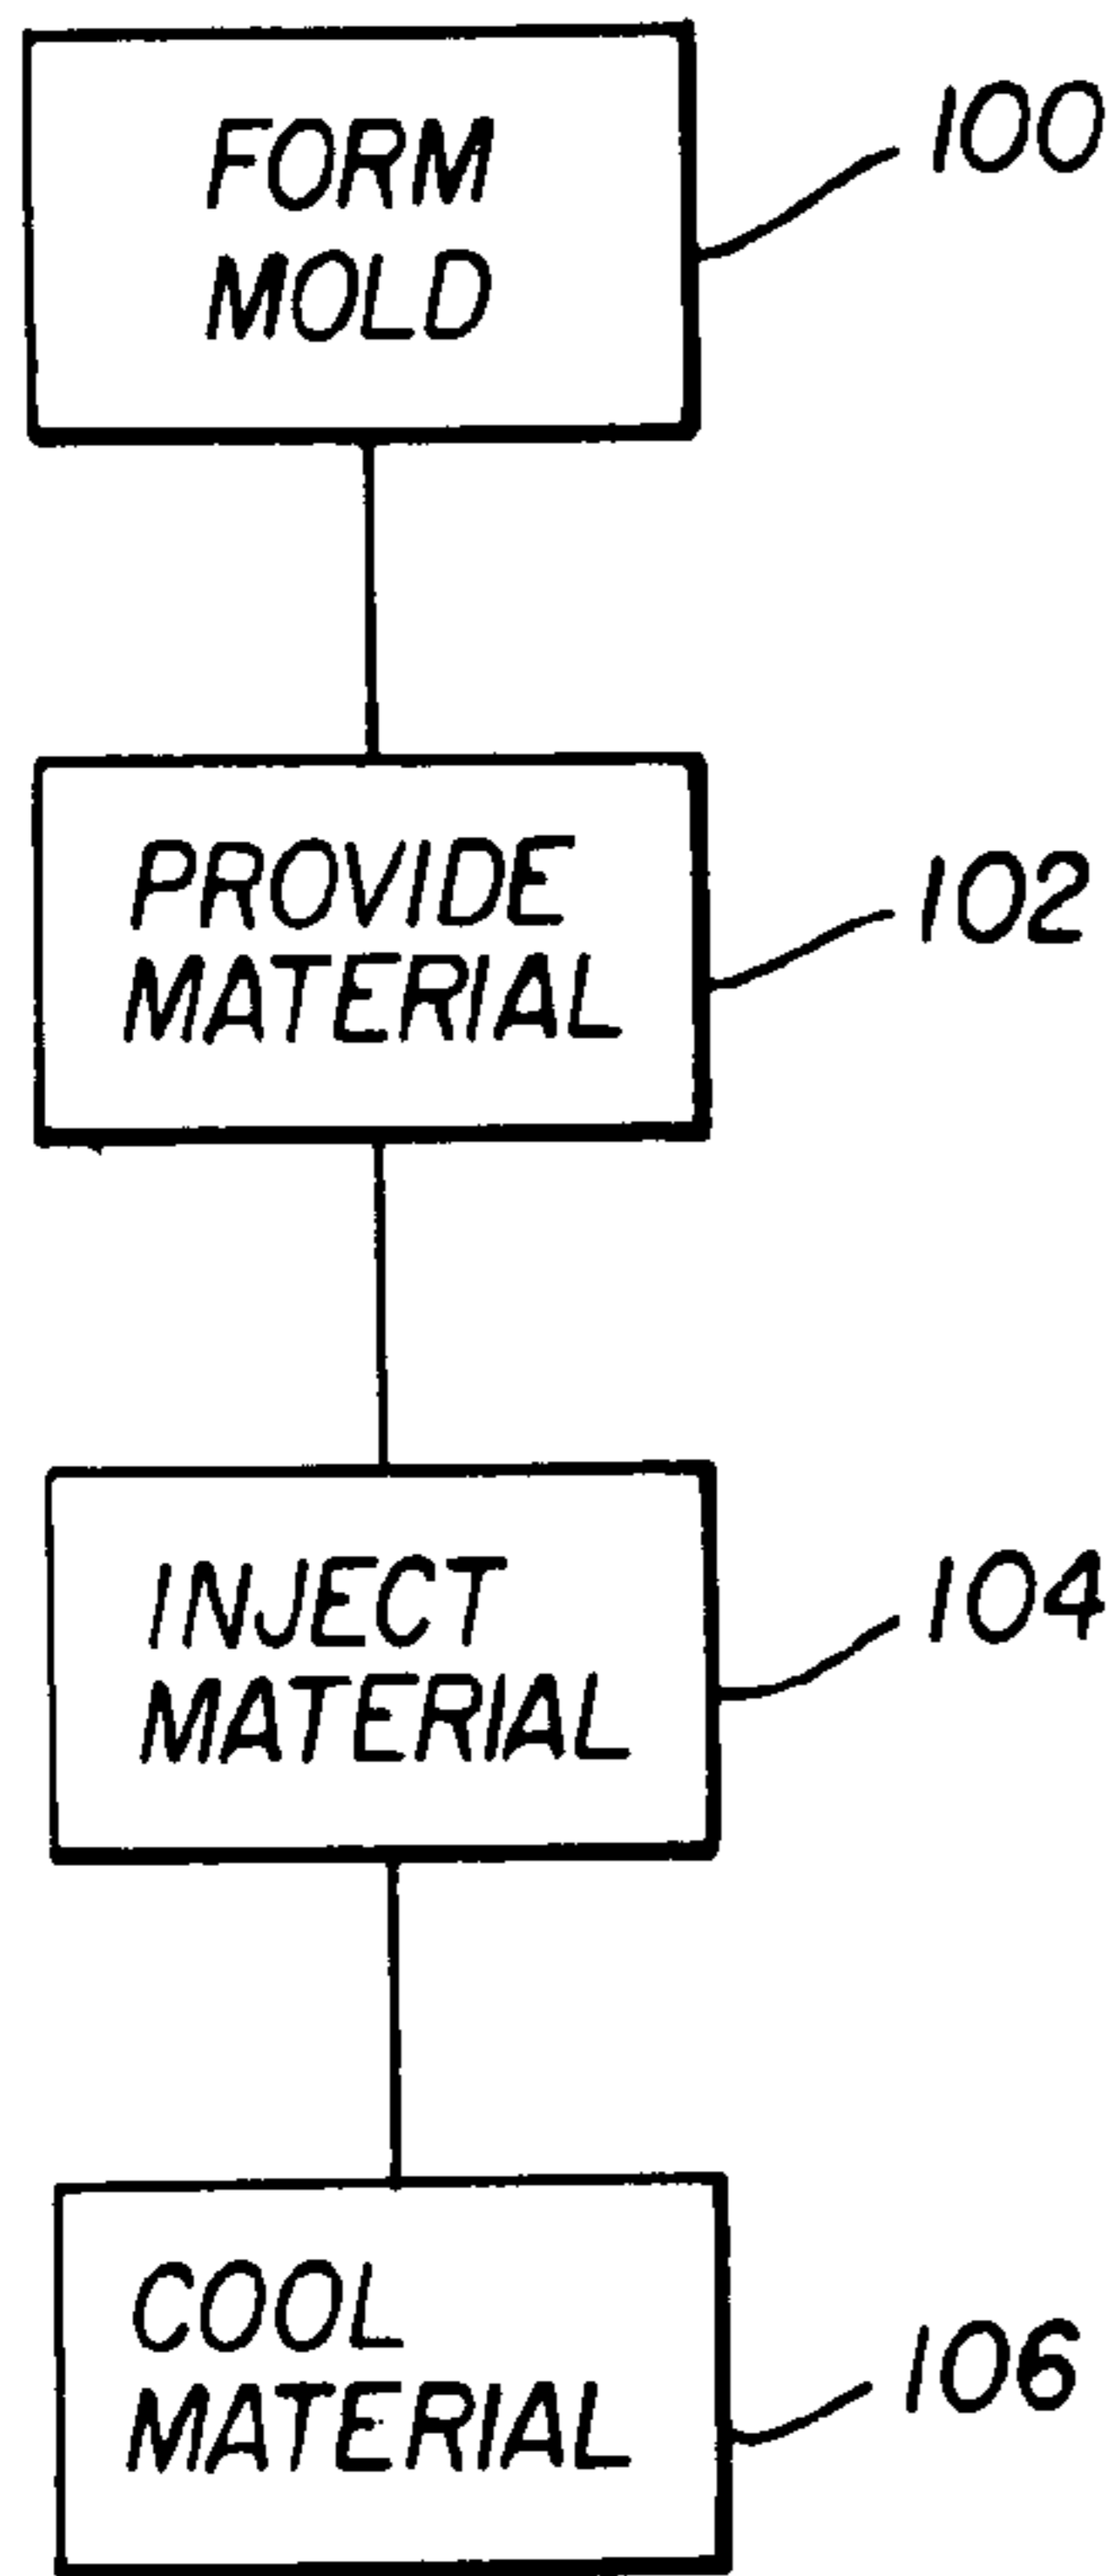 FORM
MOLD
100
PROVIDE
MATERIAL
102
INJECT
MATERIAL
104
COOL
MATERIAL
106